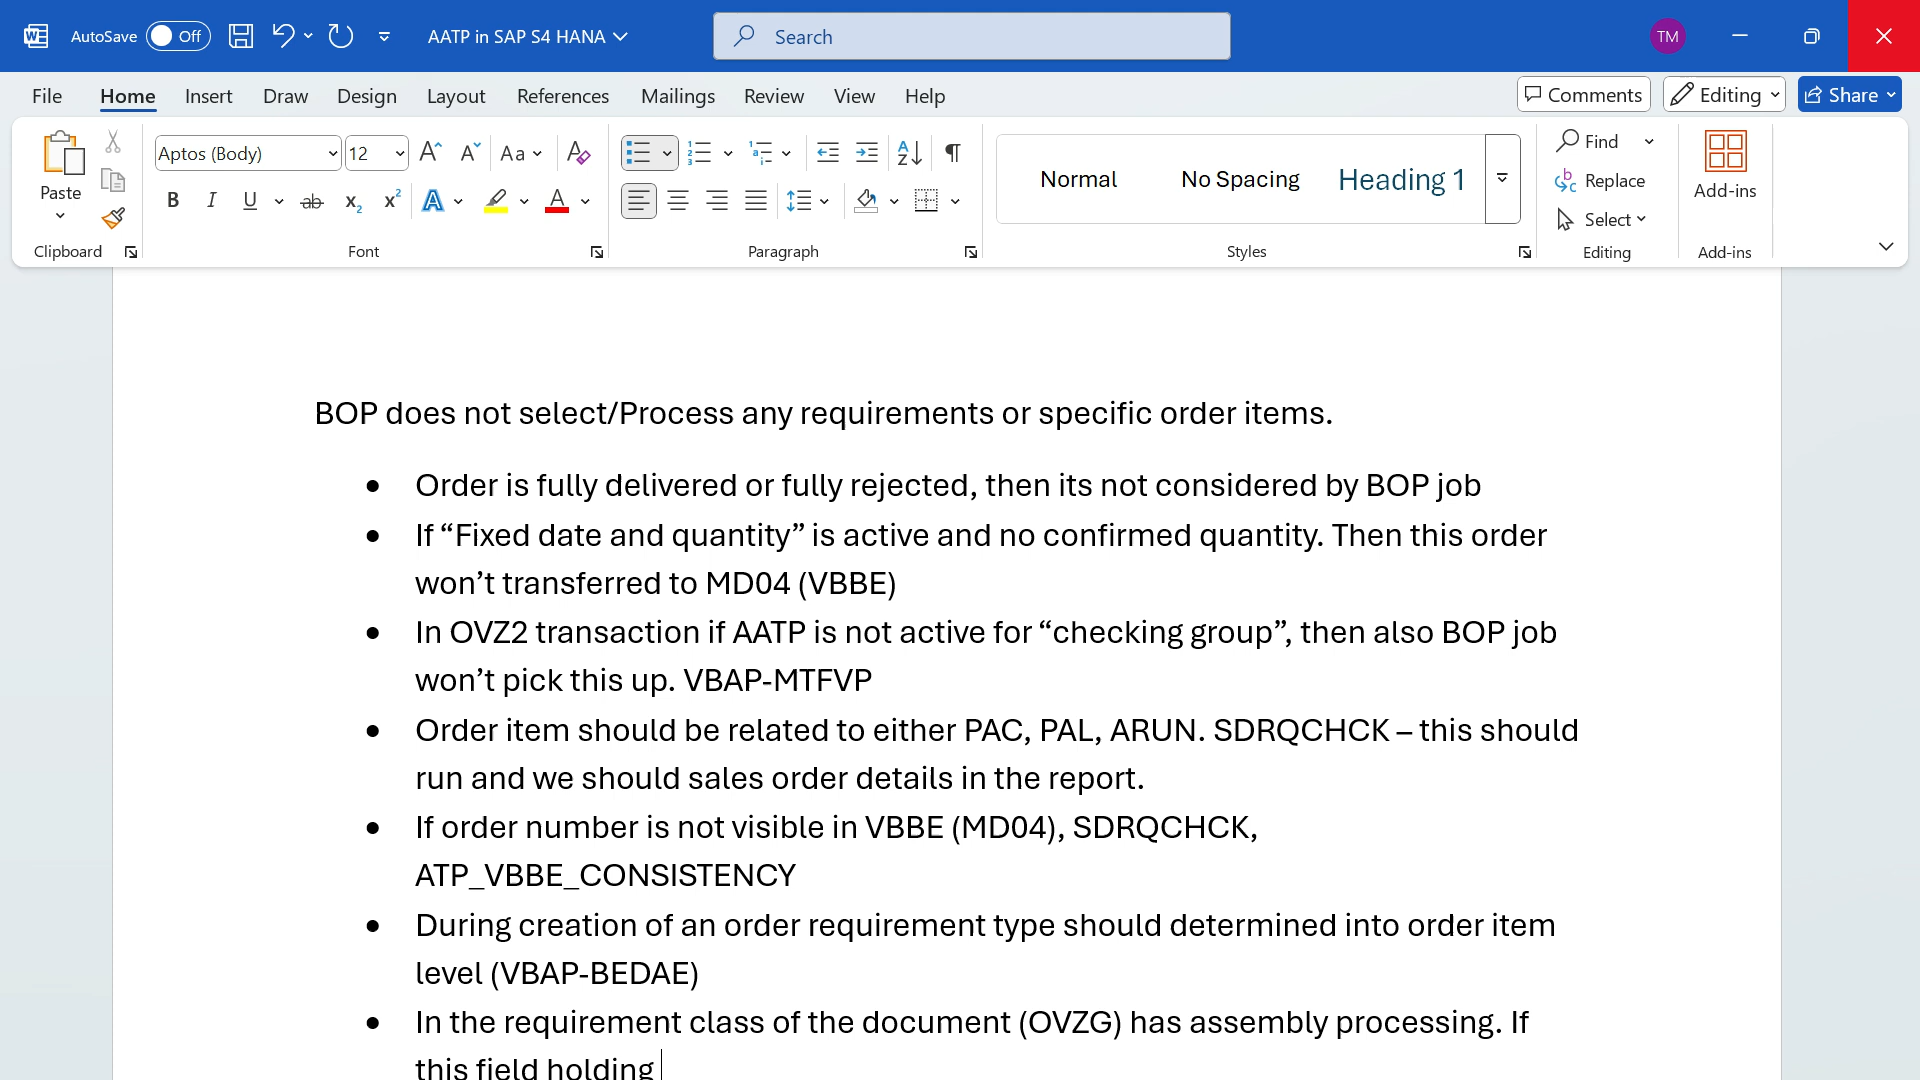 AutoSave Off AATP in SAP S4 HANA Search TM
File Home Insert Draw Design Layout References Mailings Review View Help Comments Editing Share
Paste Aptos (Body) 12 Normal No Spacing Heading 1 Find Replace Select Add-ins
Clipboard Font Paragraph Styles Editing Add-ins
BOP does not select/Process any requirements or specific order items.
• Order is fully delivered or fully rejected, then its not considered by BOP job
• If “Fixed date and quantity” is active and no confirmed quantity. Then this order
won’t transferred to MD04 (VBBE)
• In OVZ2 transaction if AATP is not active for “checking group”, then also BOP job
won’t pick this up. VBAP-MTFVP
• Order item should be related to either PAC, PAL, ARUN. SDRQCHCK – this should
run and we should sales order details in the report.
• If order number is not visible in VBBE (MD04), SDRQCHCK,
ATP_VBBE_CONSISTENCY
• During creation of an order requirement type should determined into order item
level (VBAP-BEDAE)
• In the requirement class of the document (OVZG) has assembly processing. If
this field holding